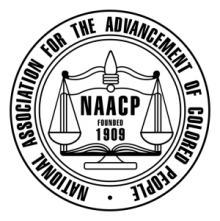 NATIONAL ASSOCIATION FOR THE ADVANCEMENT OF COLORED PEOPLE
NAACP
FOUNDED
1909